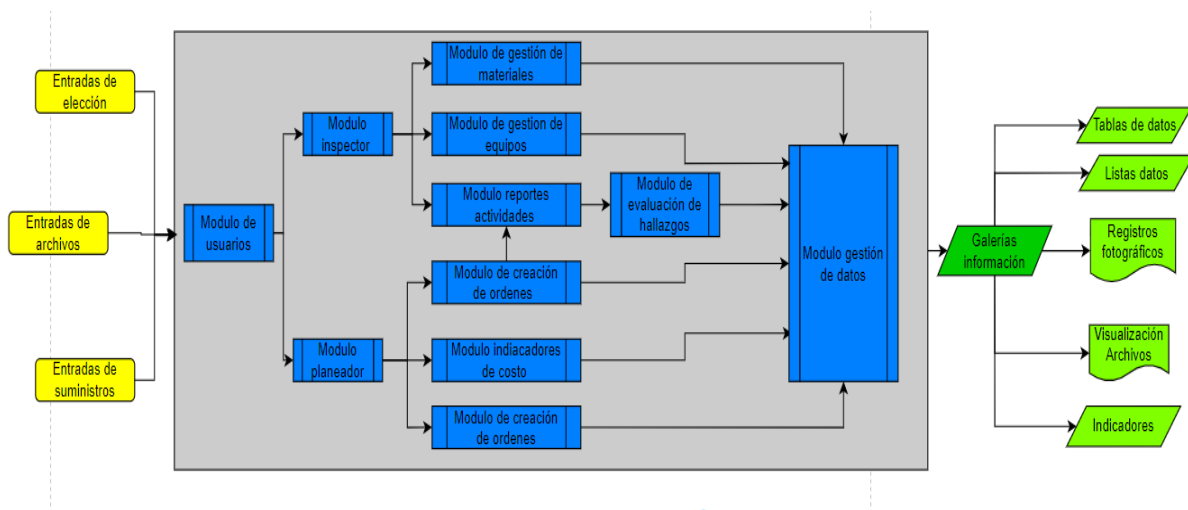 Entradas de
elección
Entradas de
archivos
Entradas de
suministros
Modulo de
usuarios
Modulo
inspector
Modulo
planeador
Modulo de gestión de
materiales
Modulo de gestion de
equipos
Modulo reportes
actividades
Modulo de
evaluación de
hallazgos
Modulo de creación
de ordenes
Modulo indiacadores
de costo
Modulo de creación
de ordenes
Modulo gestión
de datos
Galerías
información
Tablas de datos
Listas datos
Registros
fotográficos
Visualización
Archivos
Indicadores